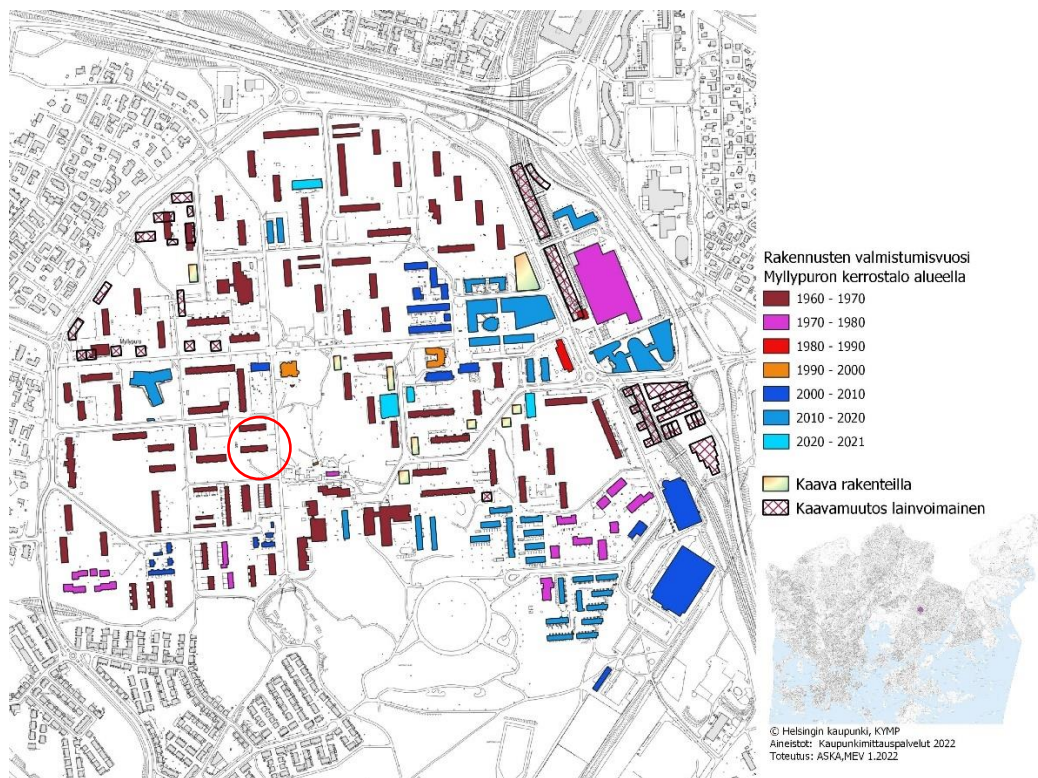 Myllypuro
Rakennusten valmistumisvuosi
Myllypuron kerrostalo alueella
1960 - 1970
1970 - 1980
1980 - 1990
1990 - 2000
2000 - 2010
2010 - 2020
2020 - 2021
Kaava rakenteilla
Kaavamuutos lainvoimainen
© Helsingin kaupunki, KYMP
Aineistot: Kaupunkimittauspalvelut 2022
Toteutus: ASKA,MEV 1.2022